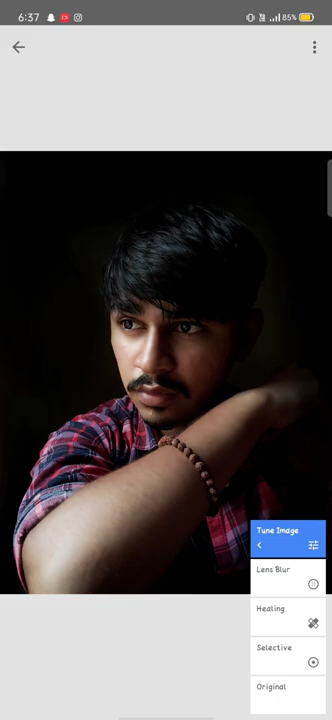 6:37
85%
Tune Image
Lens Blur
Healing
Selective
Original